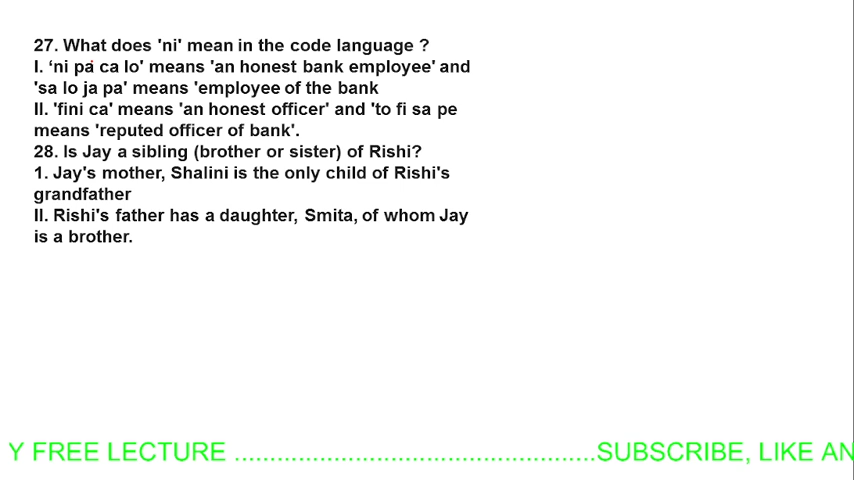 27. What does 'ni' mean in the code language ?
I. ‘ni pa ca lo' means 'an honest bank employee' and
'sa lo ja pa' means 'employee of the bank
II. 'fini ca' means 'an honest officer' and 'to fi sa pe
means 'reputed officer of bank'.
28. Is Jay a sibling (brother or sister) of Rishi?
1. Jay's mother, Shalini is the only child of Rishi's
grandfather
II. Rishi's father has a daughter, Smita, of whom Jay
is a brother.
Y FREE LECTURE ....................................................SUBSCRIBE, LIKE AN